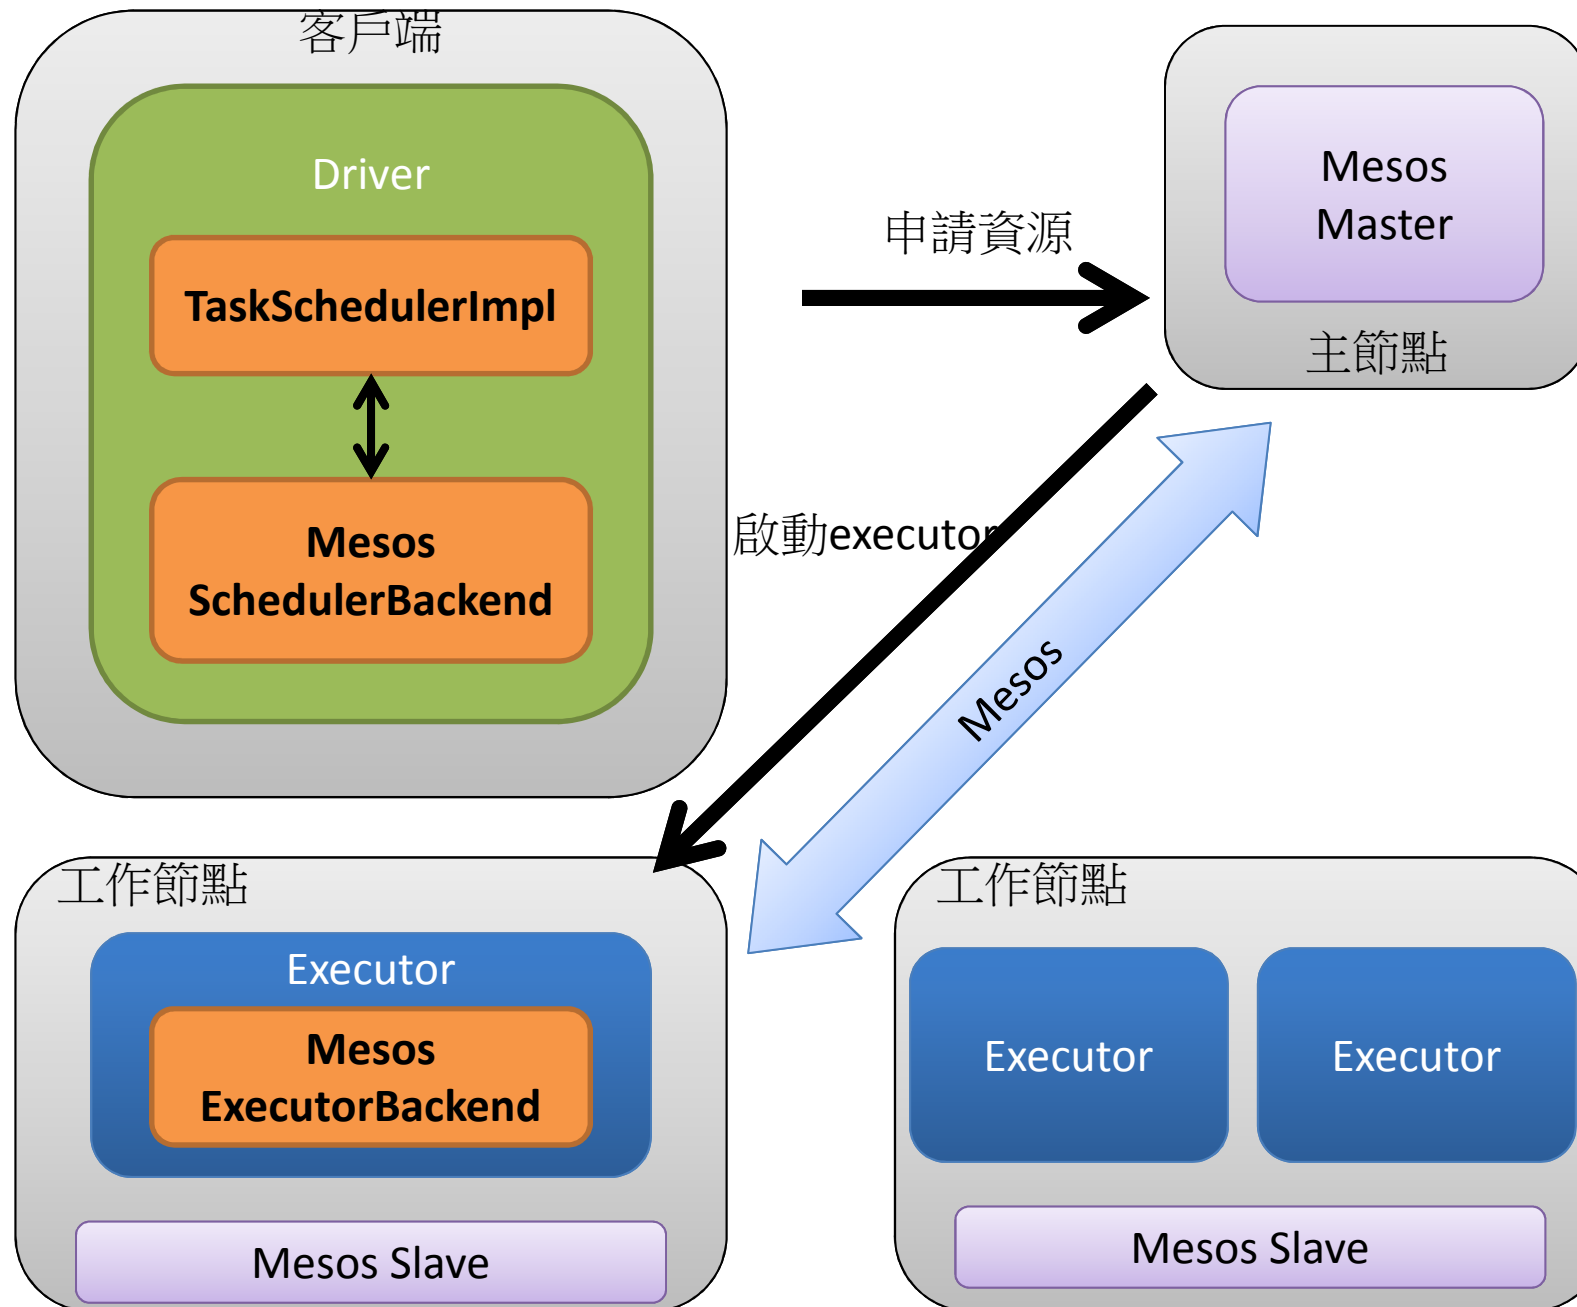 客戶端
Driver
TaskSchedulerImpl
Mesos
SchedulerBackend
申請資源
Mesos
Master
主節點
啟動executor
Mesos
工作節點
Executor
Mesos
ExecutorBackend
Mesos Slave
工作節點
Executor
Executor
Mesos Slave